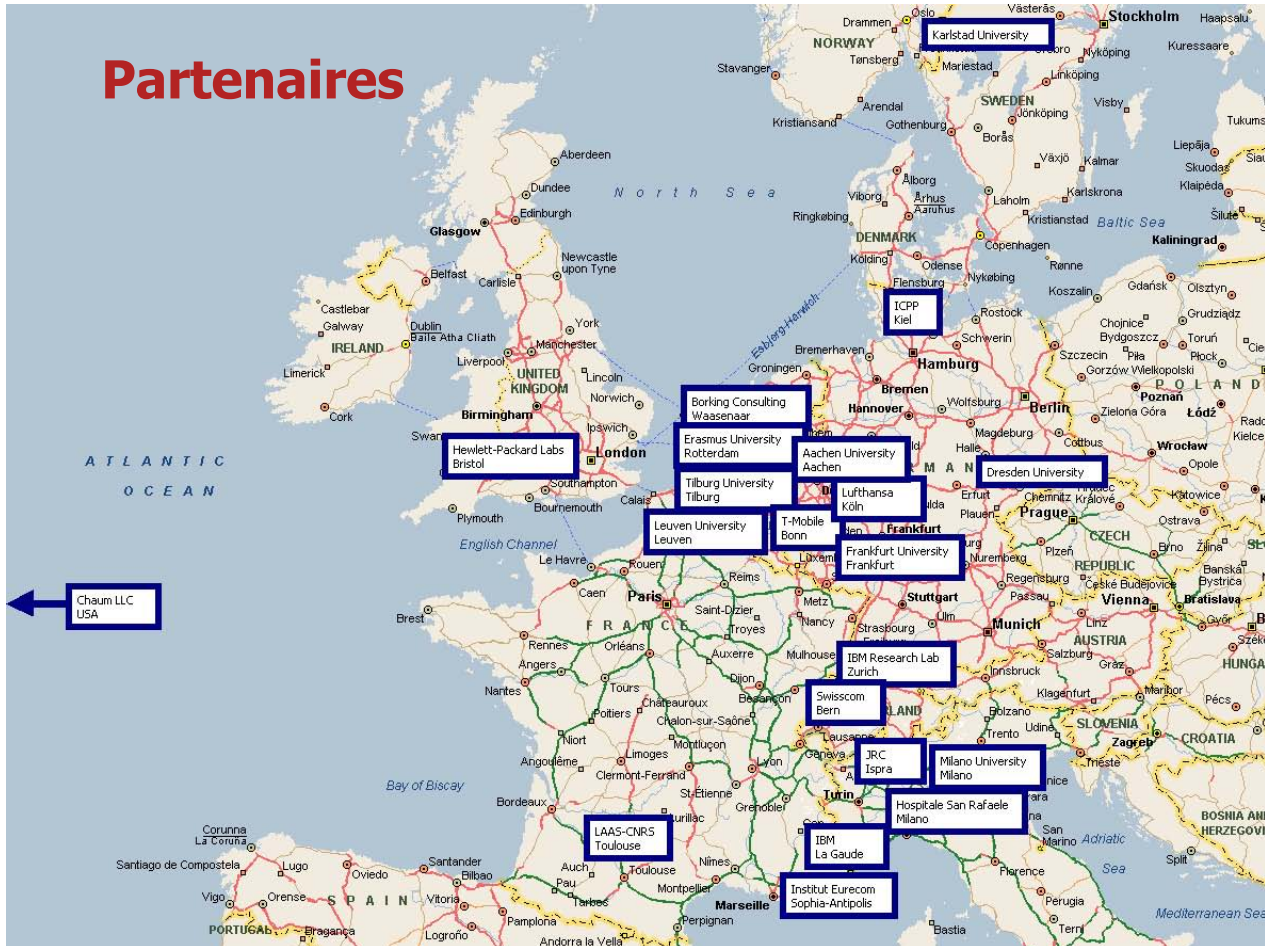 Partenaires
Karlstad University
ICPP
Kiel
Borking Consulting
Waasenaar
Erasmus University
Rotterdam
Aachen University
Aachen
Hewlett-Packard Labs
Bristol
Dresden University
Tilburg University
Tilburg
Lufthansa
Köln
Leuven University
Leuven
T-Mobile
Bonn
Frankfurt University
Frankfurt
Chaum LLC
USA
IBM Research Lab
Zurich
Swisscom
Bern
JRC
Ispra
Milano University
Milano
Hospitale San Rafaele
Milano
LAAS-CNRS
Toulouse
IBM
La Gaude
Institut Eurecom
Sophia-Antipolis
Drammen
Oslo
Västerås
Stockholm
Haapsalu
NORWAY
Tønsberg
Örebro
Nyköping
Kuressaare
Stavanger
Mariestad
Linköping
Arendal
SWEDEN
Visby
Kristiansand
Gothenburg
Jönköping
Borås
Liepāja
Skuodas
Växjö
Kalmar
Klaipėda
Aberdeen
North Sea
Ålborg
Viborg
Århus
Aarhus
Laholm
Karlskrona
Dundee
Ringkøbing
Kristianstad
Šilutė
Edinburgh
Glasgow
DENMARK
Copenhagen
Baltic Sea
Kaliningrad
Newcastle
upon Tyne
Kolding
Odense
Rønne
Belfast
Carlisle
Flensburg
Nykøbing
Koszalin
Gdańsk
Olsztyn
Castlebar
Galway
Dublin
Baile Atha Cliath
York
Esbjerg-Harwich
Rostock
Chojnice
Grudziądz
IRELAND
Liverpool
Manchester
Bremerhaven
Schwerin
Bydgoszcz
Toruń
Limerick
UNITED
KINGDOM
Lincoln
Groningen
Hamburg
Szczecin
Piła
Płock
Gorzów Wielkopolski
Cork
Norwich
Bremen
Wolfsburg
Berlin
POLAND
Poznań
Birmingham
Ipswich
Hannover
Magdeburg
Zielona Góra
Łódź
Kielce
Halle
Cottbus
Wrocław
London
Opole
ATLANTIC
OCEAN
Southampton
Bournemouth
Calais
Erfurt
Chemnitz
Hradec
Králové
Katowice
Plymouth
Plauen
Prague
Ostrava
English Channel
Frankfurt
CZECH
REPUBLIC
Plzeň
Brno
Žilina
Le Havre
Rouen
Reims
Nuremberg
Regensburg
České Budějovice
Banská
Bystrica
Caen
Paris
Saint-Dizier
Metz
Nancy
Stuttgart
Passau
Vienna
Bratislava
Brest
FRANCE
Troyes
Strasbourg
Ulm
Munich
Linz
Győr
Rennes
Orléans
Auxerre
Mulhouse
Salzburg
AUSTRIA
Graz
Angers
Dijon
Innsbruck
HUNGA
Nantes
Tours
Besançon
Klagenfurt
Maribor
Pécs
Châteauroux
Poitiers
Chalon-sur-Saône
Bolzano
Udine
SLOVENIA
Niort
Montluçon
Lausanne
Geneva
Trento
Zagreb
CROATIA
Limoges
Trieste
Angoulême
Clermont-Ferrand
Lyon
Bay of Biscay
St-Étienne
Turin
Bordeaux
Grenoble
BOSNIA AND
HERZEGOVI
Corunna
La Coruna
San
Marino
Adriatic
Sea
Split
Santiago de Compostela
Lugo
Oviedo
Santander
Bilbao
Auch
Toulouse
Nîmes
Florence
Vigo
Orense
SPAIN
Vitoria
Pau
Tarbes
Montpellier
Marseille
Perugia
Mediterranean Sea
PORTUGAL
Bragança
Logroño
Pamplona
Andorra la Vella
Perpignan
Bastia
Terni